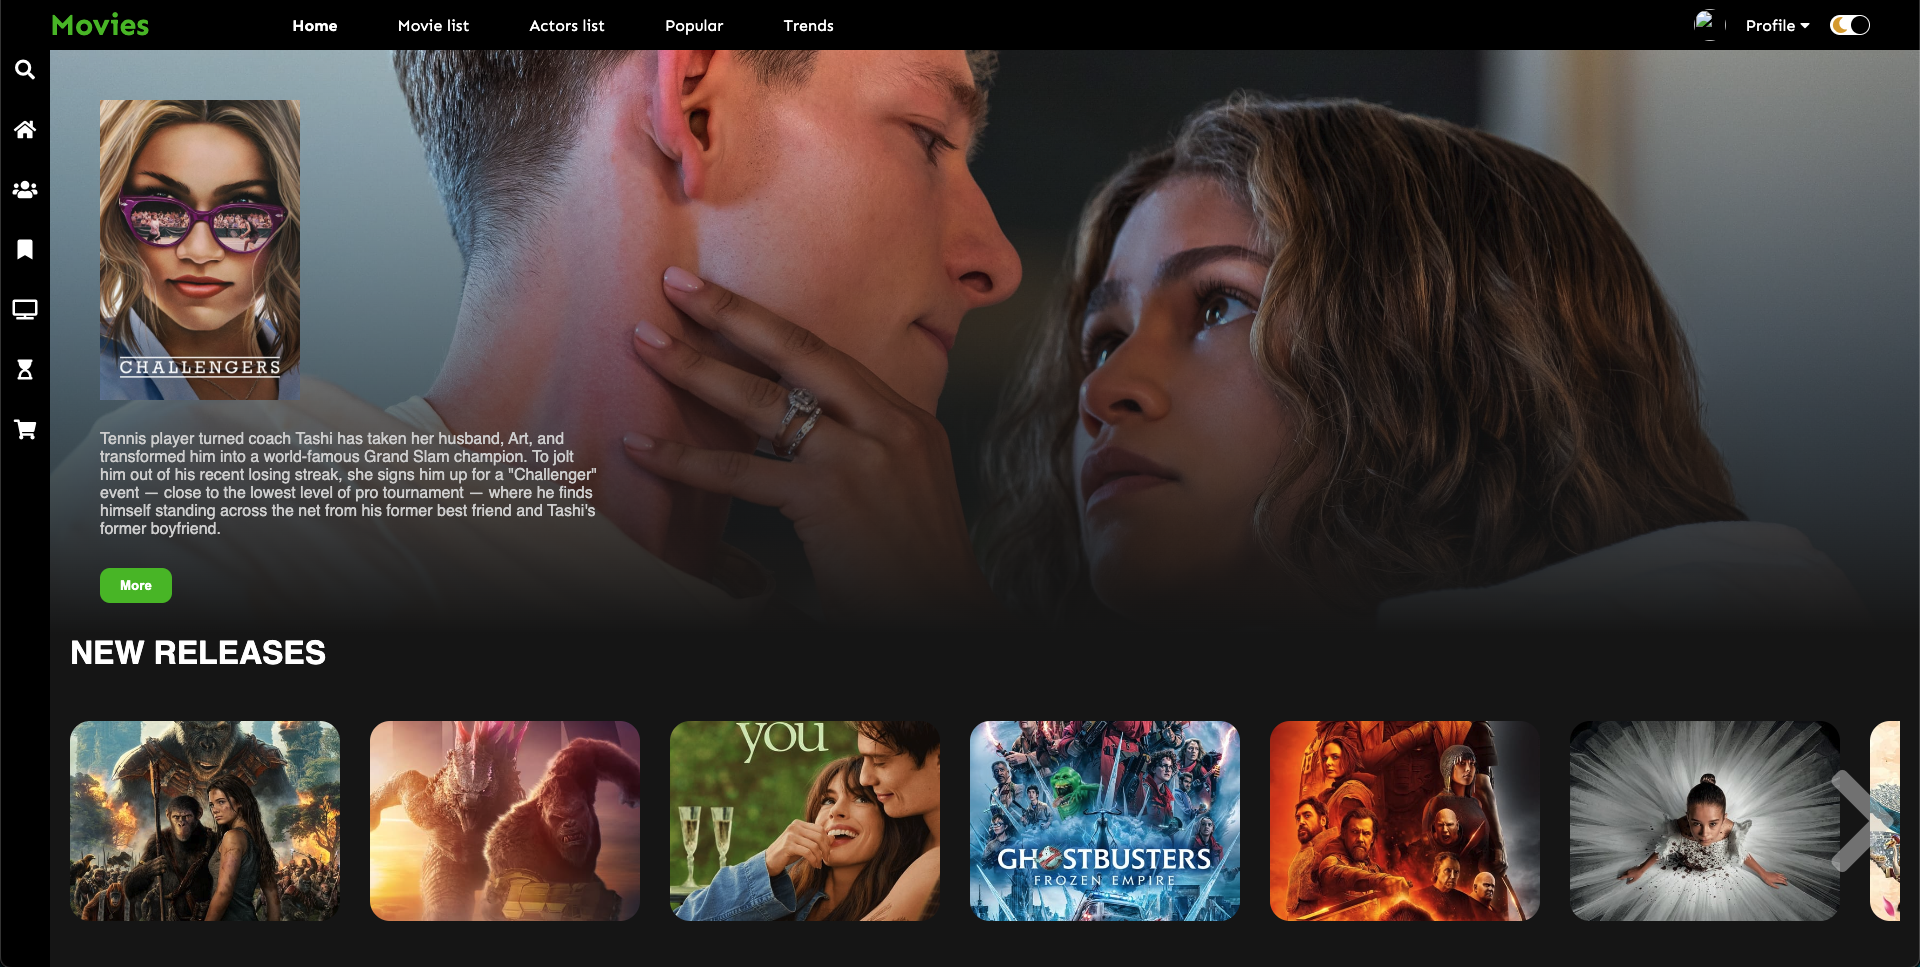 Movies
Home
Movie list
Actors list
Popular
Trends
Profile
CHALLENGERS
Tennis player turned coach Tashi has taken her husband, Art, and
transformed him into a world-famous Grand Slam champion. To jolt
him out of his recent losing streak, she signs him up for a "Challenger"
event — close to the lowest level of pro tournament — where he finds
himself standing across the net from his former best friend and Tashi's
former boyfriend.
More
NEW RELEASES
you
GHOSTBUSTERS
FROZEN EMPIRE